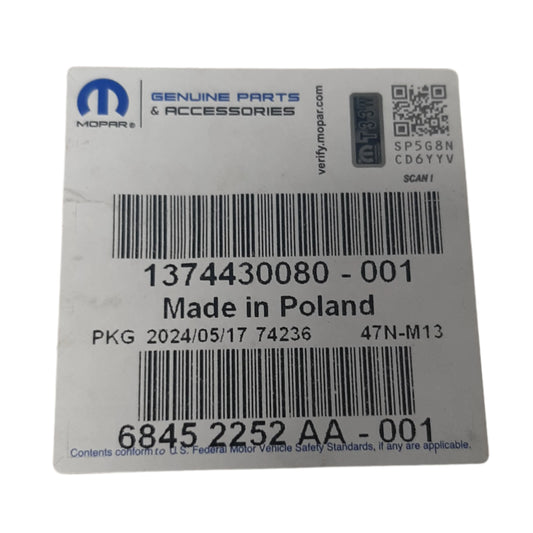 GENUINE PARTS
& ACCESSORIES
MOPAR®
verify.mopar.com
T33W
SP5G8N
CD6YYV
SCAN!
1374430080 - 001
Made in Poland
PKG 2024/05/17 74236 47N-M13
6845 2252 AA - 001
Contents conform to U.S. Federal Motor Vehicle Safety Standards, if any are applicable.